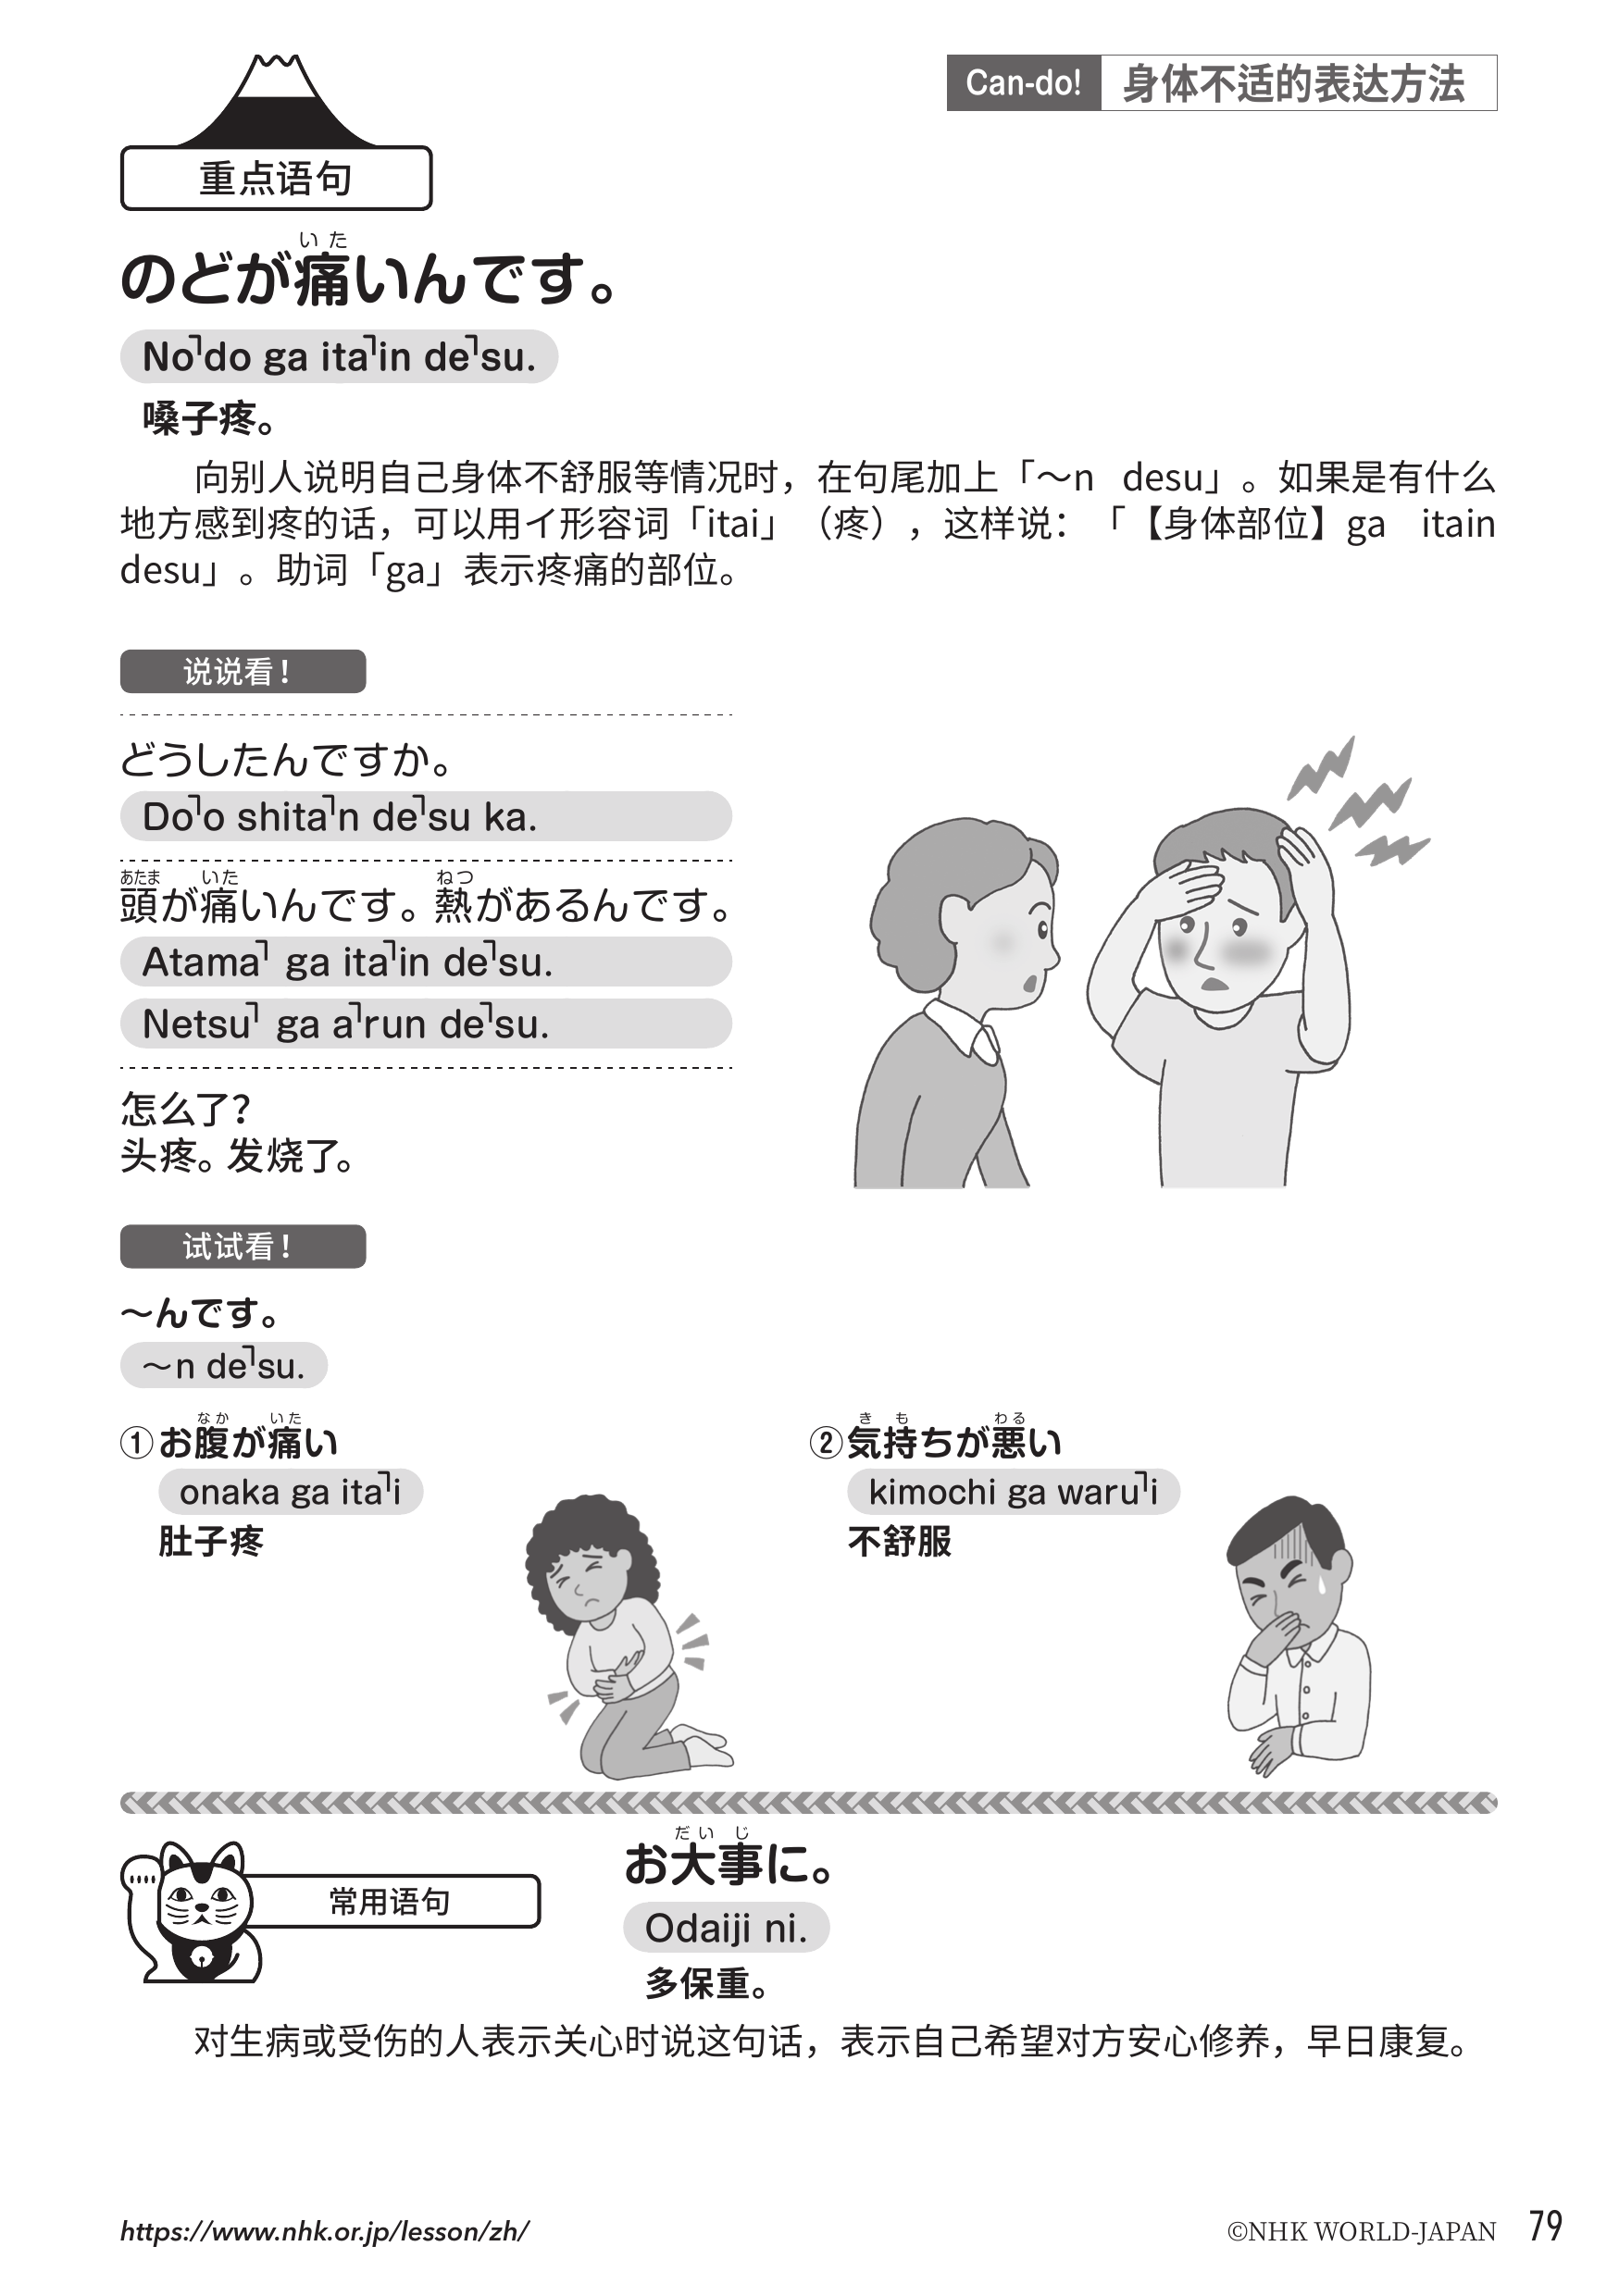 Can-do! 身体不适的表达方法
重点语句
いた
のどが痛いんです。
No˥do ga ita˥in de˥su.
嗓子疼。
向别人说明自己身体不舒服等情况时，在句尾加上「～n desu」。如果是有什么
地方感到疼的话，可以用イ形容词「itai」（疼），这样说：「【身体部位】ga itain
desu」。助词「ga」表示疼痛的部位。
说说看！
どうしたんですか。
Do˥o shita˥n de˥su ka.
あたま いた ねつ
頭が痛いんです。熱があるんです。
Atama˥ ga ita˥in de˥su.
Netsu˥ ga a˥run de˥su.
怎么了？
头疼。发烧了。
试试看！
～んです。
～n de˥su.
なか いた
①お腹が痛い
onaka ga ita˥i
肚子疼
き も わる
②気持ちが悪い
kimochi ga waru˥i
不舒服
常用语句
だい じ
お大事に。
Odaiji ni.
多保重。
对生病或受伤的人表示关心时说这句话，表示自己希望对方安心修养，早日康复。
https://www.nhk.or.jp/lesson/zh/
©NHK WORLD-JAPAN 79